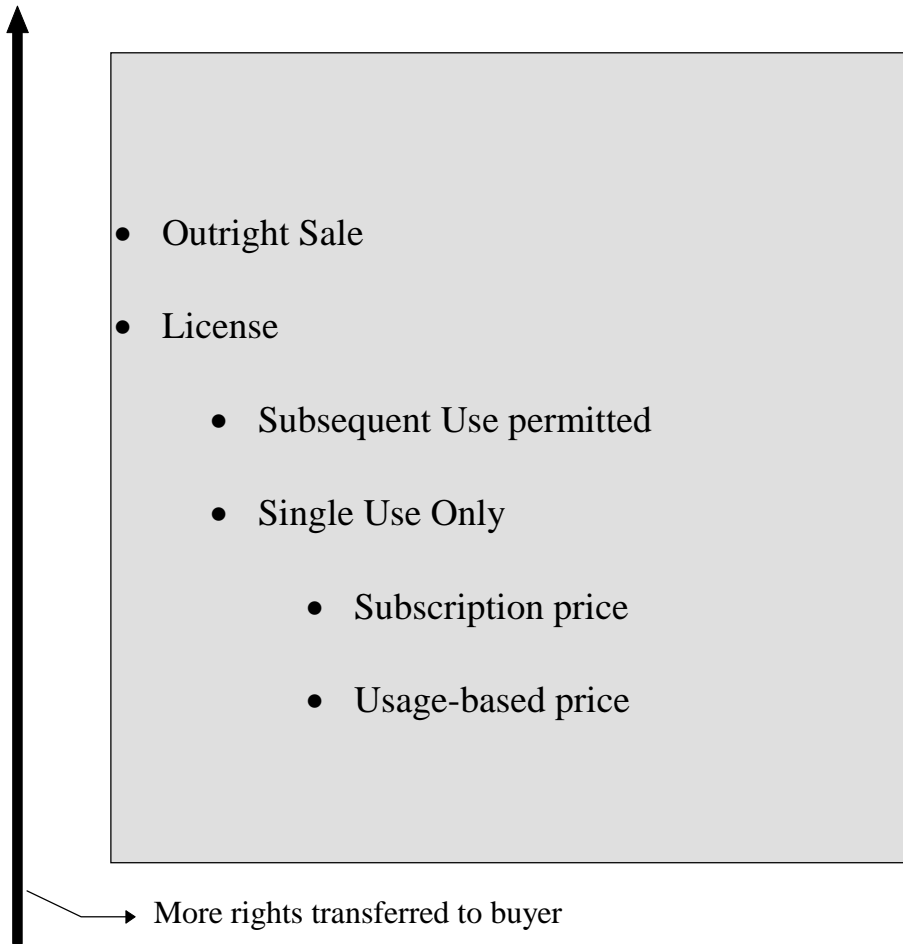 • Outright Sale
• License
• Subsequent Use permitted
• Single Use Only
• Subscription price
• Usage-based price
More rights transferred to buyer